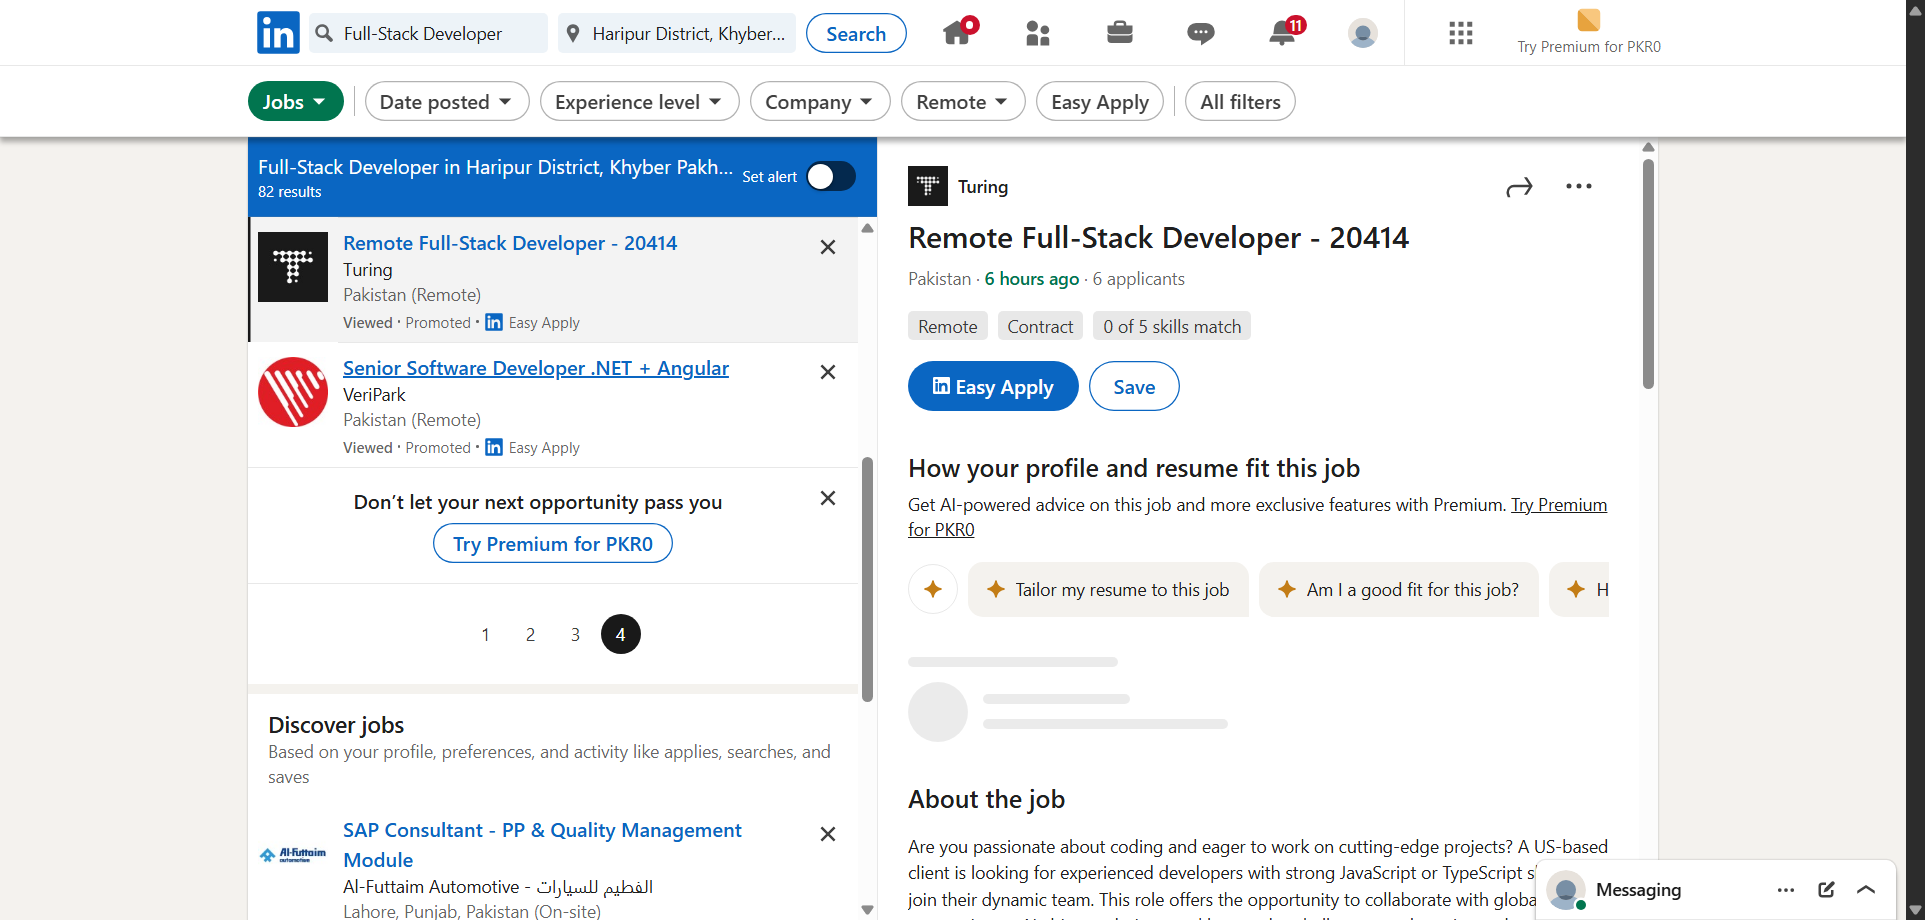 in
Full-Stack Developer
Haripur District, Khyber...
Search
11
Try Premium for PKR0
Jobs
Date posted
Experience level
Company
Remote
Easy Apply
All filters
Full-Stack Developer in Haripur District, Khyber Pakh...
82 results
Set alert
Remote Full-Stack Developer - 20414
Turing
Pakistan (Remote)
Viewed · Promoted · in Easy Apply
Senior Software Developer .NET + Angular
VeriPark
Pakistan (Remote)
Viewed · Promoted · in Easy Apply
Don’t let your next opportunity pass you
Try Premium for PKR0
1 2 3 4
Discover jobs
Based on your profile, preferences, and activity like applies, searches, and
saves
Al-Futtaim
automotive
SAP Consultant - PP & Quality Management
Module
Al-Futtaim Automotive - الفطيم للسيارات
Lahore, Punjab, Pakistan (On-site)
Turing
Remote Full-Stack Developer - 20414
Pakistan · 6 hours ago · 6 applicants
Remote
Contract
0 of 5 skills match
in Easy Apply
Save
How your profile and resume fit this job
Get AI-powered advice on this job and more exclusive features with Premium. Try Premium
for PKR0
Tailor my resume to this job
Am I a good fit for this job?
H
About the job
Are you passionate about coding and eager to work on cutting-edge projects? A US-based
client is looking for experienced developers with strong JavaScript or TypeScript
join their dynamic team. This role offers the opportunity to collaborate with
Messaging